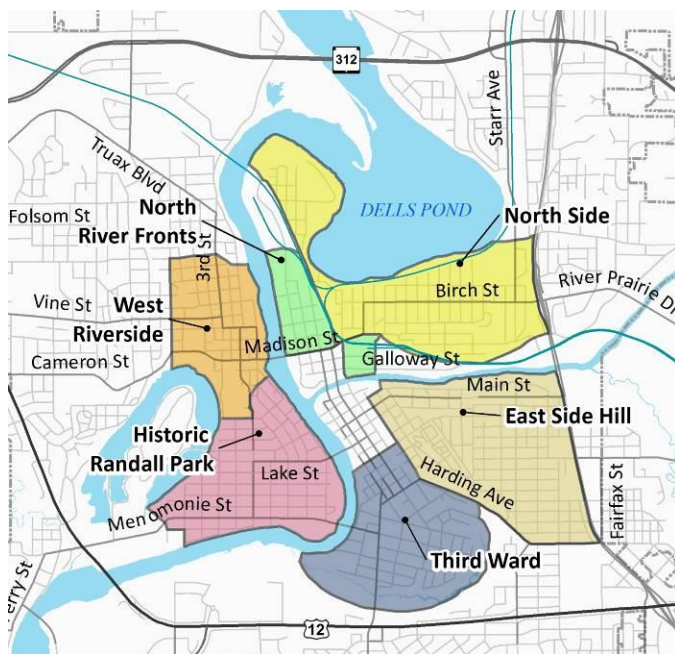 312
Starr Ave
Truax Blvd
North
River Fronts
DELLS POND
North Side
Folsom St
3rd St
River Prairie Dr
Birch St
Vine St
West
Riverside
Madison St
Cameron St
Galloway St
Main St
East Side Hill
Historic
Randall Park
Lake St
Harding Ave
Menomonie St
Fairfax St
Third Ward
12